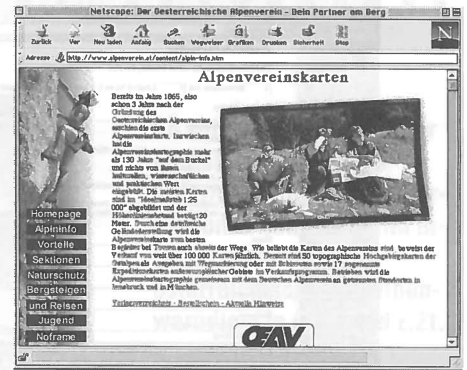 Netscape: Der Oesterreichische Alpenverein - Dein Partner am Berg
Zurück Vor Neu laden Anfang Suchen Wegweiser Grafiken Drucken Sicherheit Stop
Adresse http://www.alpenverein.at/content/alpin-info.htm
Alpenvereinskarten
Bereits im Jahre 1865, also
schon 3 Jahre nach der
Gründung des
Oesterreichischen Alpenvereins,
erschien die erste
Alpenvereinskarte. Inzwischen
hat die
Alpenvereinskartographie mehr
als 130 Jahre "auf dem Buckel"
und nichts von ihrem
kulturellen, wissenschaftlichen
und praktischen Wert
eingebüßt. Die meisten Karten
sind im "Idealmaßstab 1:25
000" abgebildet und der
Höhenlinienabstand beträgt 20
Meter. Durch eine detailreiche
Geländedarstellung wird die
Alpenvereinskarte zum besten
Begleiter bei Touren auch abseits der Wege. Wie beliebt die Karten des Alpenvereins sind beweist der
Verkauf von weit über 100 000 Karten jährlich. Derzeit sind 50 topographische Hochgebirgskarten der
Ostalpen als Ausgaben mit Wegmarkierung oder mit Skirouten sowie 17 sogenannte
Expeditionskarten außereuropäischer Gebiete im Verkaufsprogramm. Betrieben wird die
Alpenvereinskartographie gemeinsam mit dem Deutschen Alpenverein an getrennten Standorten in
Innsbruck und in München.
- Bestellschein - Aktuelle Hinweise
Homepage
Alpininfo
Vorteile
Sektionen
Naturschutz
Bergsteigen
und Reisen
Jugend
Noframe
OEAV